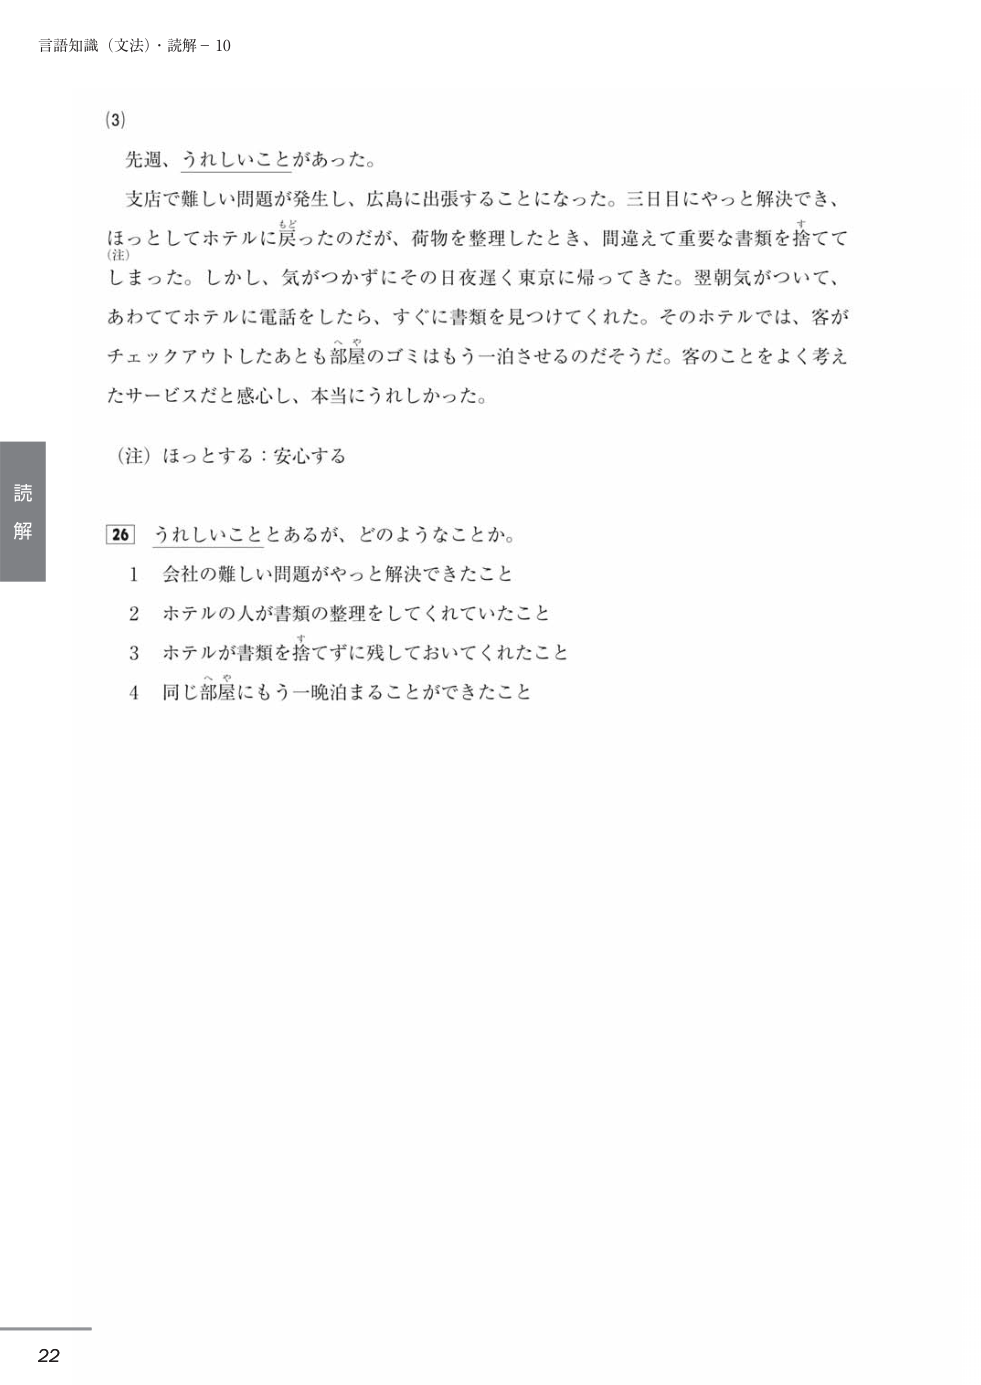 言語知識（文法）・読解 − 10
(3)
先週、うれしいことがあった。
支店で難しい問題が発生し、広島に出張することになった。三日目にやっと解決でき、
ほっとしてホテルに戻ったのだが、荷物を整理したとき、間違えて重要な書類を捨てて
もど
す
(注)
しまった。しかし、気がつかずにその日夜遅く東京に帰ってきた。翌朝気がついて、
あわててホテルに電話をしたら、すぐに書類を見つけてくれた。そのホテルでは、客が
チェックアウトしたあとも部屋のゴミはもう一泊させるのだそうだ。客のことをよく考え
へや
たサービスだと感心し、本当にうれしかった。
（注）ほっとする：安心する
読解
26 うれしいこととあるが、どのようなことか。
1 会社の難しい問題がやっと解決できたこと
2 ホテルの人が書類の整理をしてくれていたこと
3 ホテルが書類を捨てずに残しておいてくれたこと
す
4 同じ部屋にもう一晩泊まることができたこと
へや
22